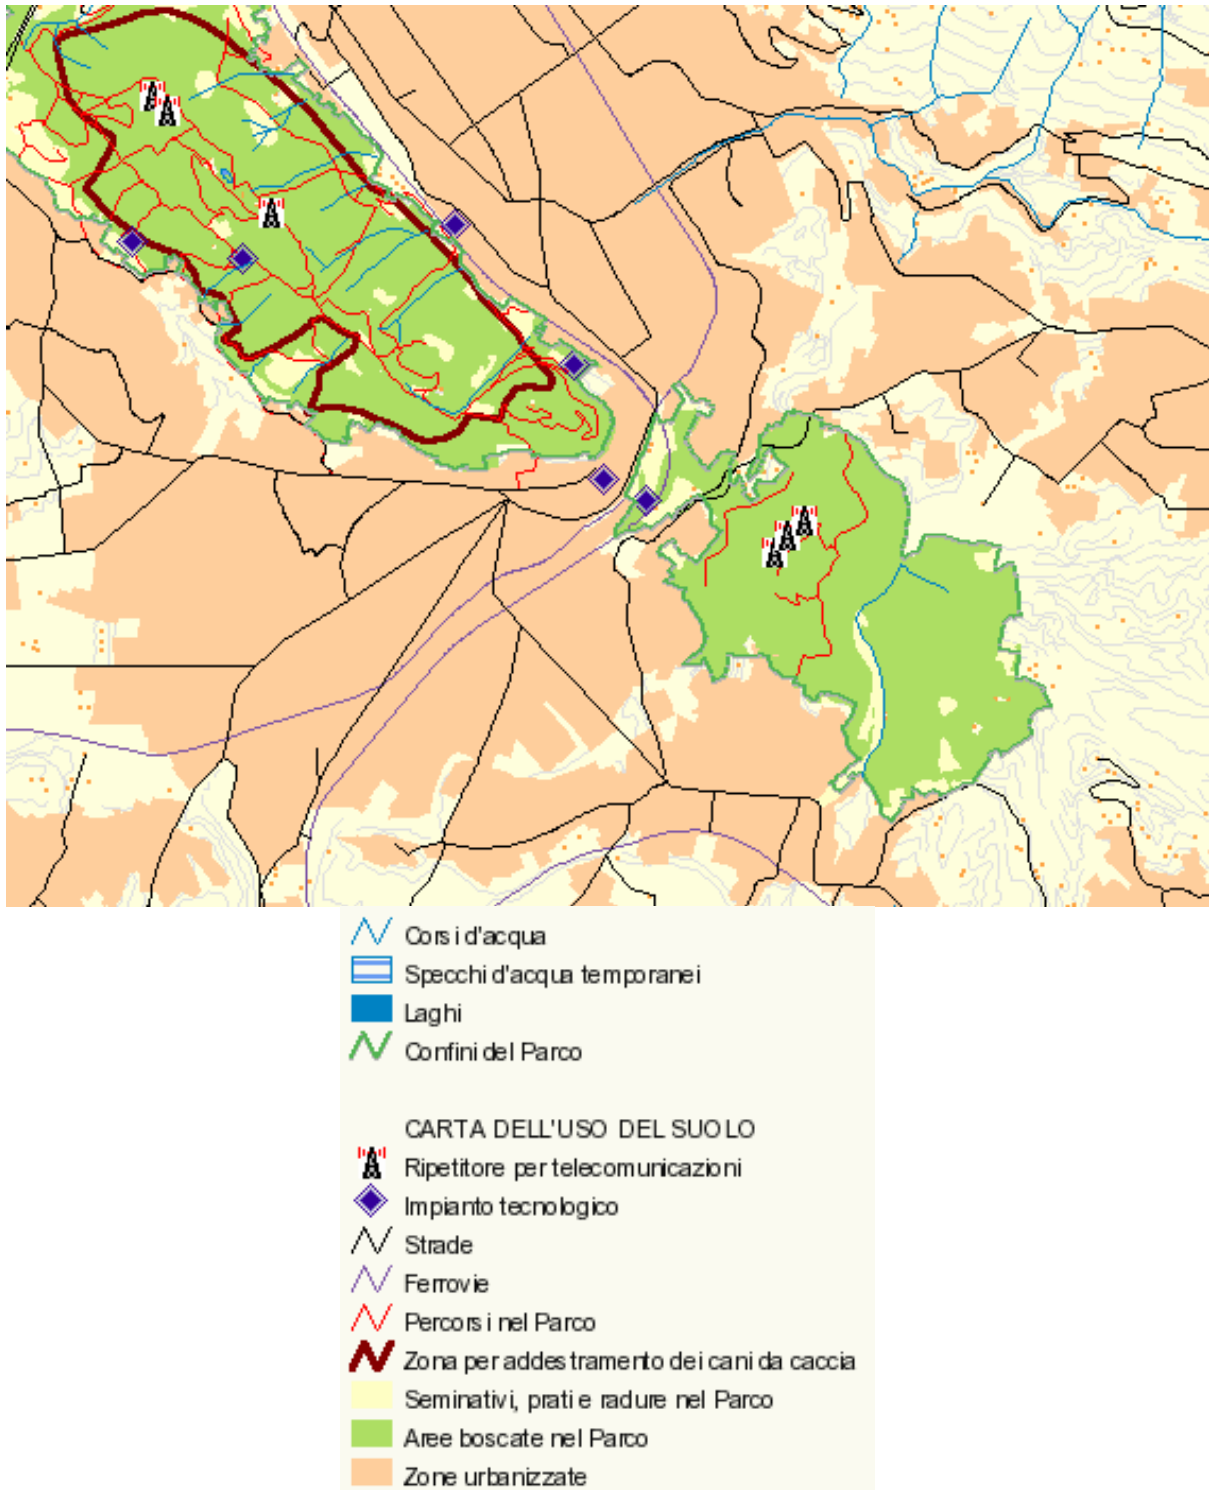 Corsi d'acqua
Specchi d'acqua temporanei
Laghi
Confini del Parco
CARTA DELL'USO DEL SUOLO
Ripetitore per telecomunicazioni
Impianto tecnologico
Strade
Ferrovie
Percorsi nel Parco
Zona per addestramento dei cani da caccia
Seminativi, prati e radure nel Parco
Aree boscate nel Parco
Zone urbanizzate